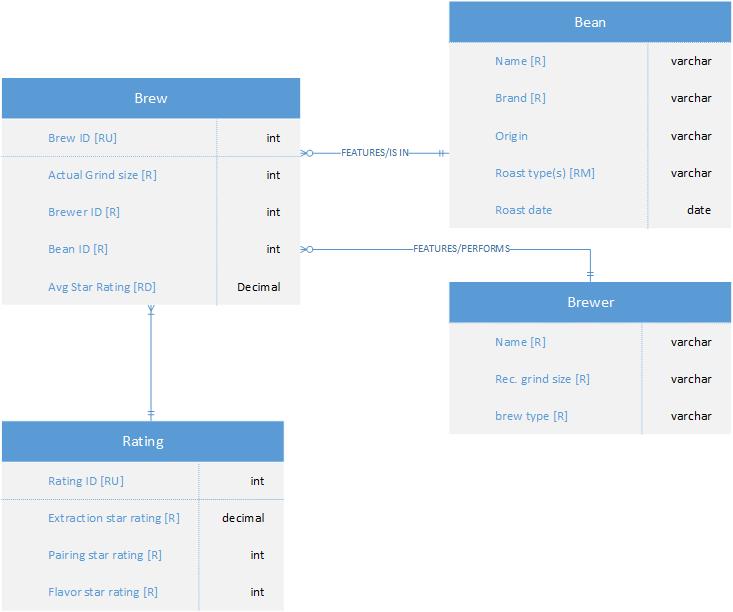 Bean
Name [R] varchar
Brand [R] varchar
Origin varchar
Roast type(s) [RM] varchar
Roast date date
Brew
Brew ID [RU] int
Actual Grind size [R] int
Brewer ID [R] int
Bean ID [R] int
Avg Star Rating [RD] Decimal
FEATURES/IS IN
FEATURES/PERFORMS
Brewer
Name [R] varchar
Rec. grind size [R] varchar
brew type [R] varchar
Rating
Rating ID [RU] int
Extraction star rating [R] decimal
Pairing star rating [R] int
Flavor star rating [R] int